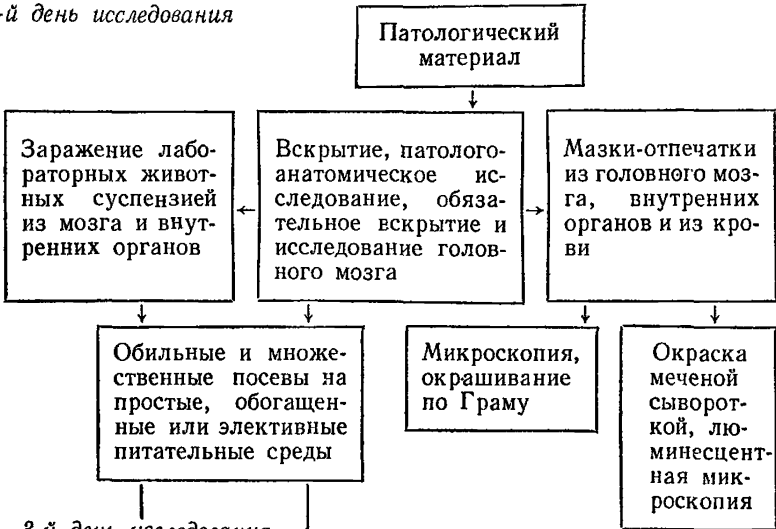 -й день исследования
Патологический
материал
Заражение лабо-
раторных живот-
ных суспензией
из мозга и внут-
ренних органов
Вскрытие, патолого-
анатомическое ис-
следование, обяза-
тельное вскрытие и
исследование голов-
ного мозга
Мазки-отпечатки
из головного моз-
га, внутренних
органов и из кро-
ви
Обильные и множе-
ственные посевы на
простые, обогащен-
ные или элективные
питательные среды
Микроскопия,
окрашивание
по Граму
Окраска
меченой
сыворот-
кой, лю-
минесцент-
ная мик-
роскопия
-й день исследования